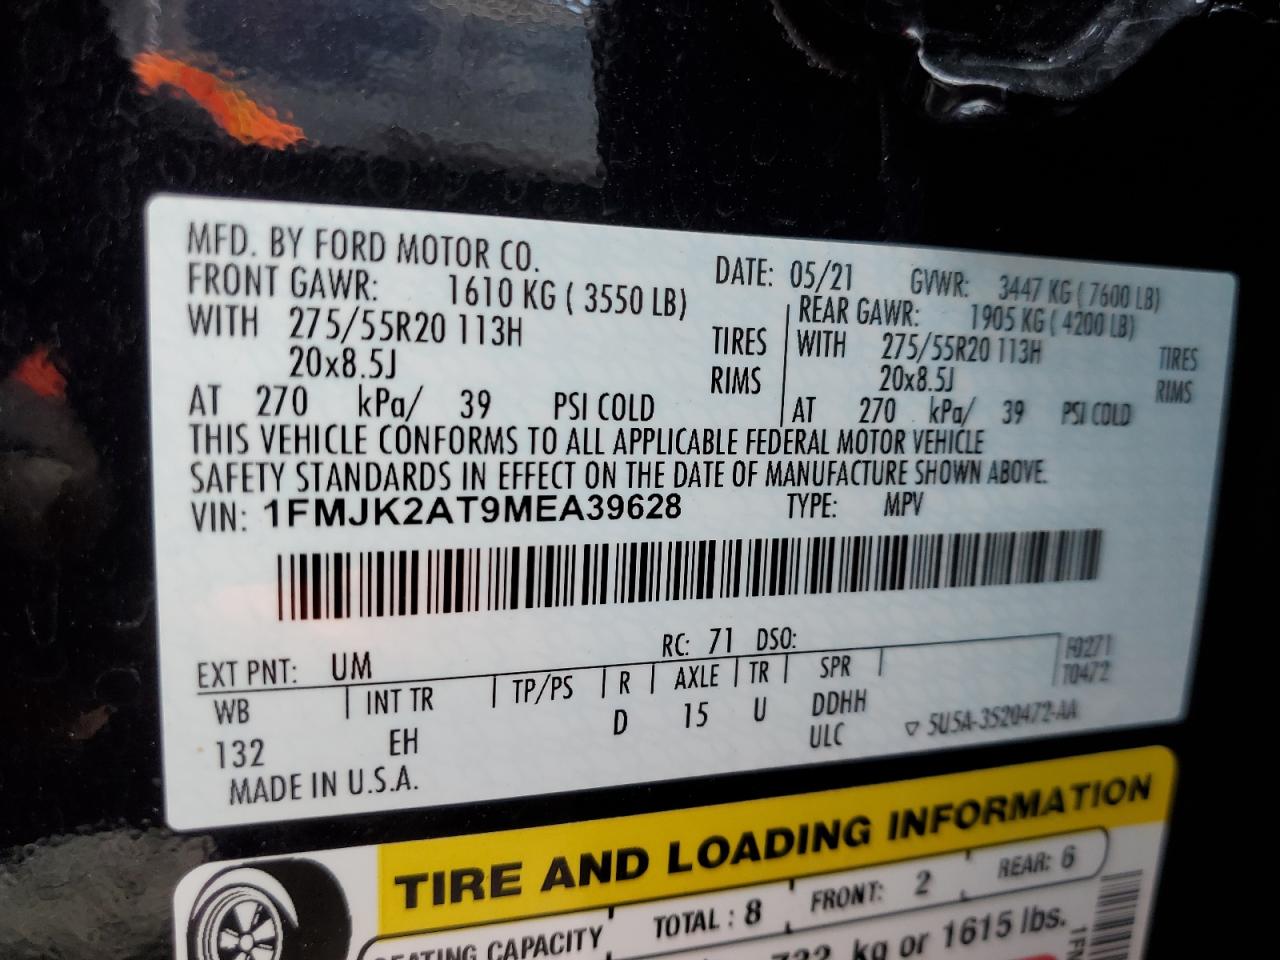 MFD. BY FORD MOTOR CO.
DATE: 05/21 GVWR: 3447 KG ( 7600 LB)
FRONT GAWR: 1610 KG ( 3550 LB) REAR GAWR: 1905 KG ( 4200 LB)
WITH 275/55R20 113H TIRES WITH 275/55R20 113H TIRES
20x8.5J RIMS 20x8.5J RIMS
AT 270 kPa/ 39 PSI COLD AT 270 kPa/ 39 PSI COLD
THIS VEHICLE CONFORMS TO ALL APPLICABLE FEDERAL MOTOR VEHICLE
SAFETY STANDARDS IN EFFECT ON THE DATE OF MANUFACTURE SHOWN ABOVE.
VIN: 1FMJK2AT9MEA39628 TYPE: MPV
EXT PNT: UM RC: 71 DSO: F0271
WB INT TR TP/PS R AXLE TR SPR T0472
132 EH D 15 U DDHH
ULC ▽ 5U5A-3520472-AA
MADE IN U.S.A.
TIRE AND LOADING INFORMATION
SEATING CAPACITY TOTAL : 8 FRONT: 2 REAR: 6
kg or 1615 lbs.